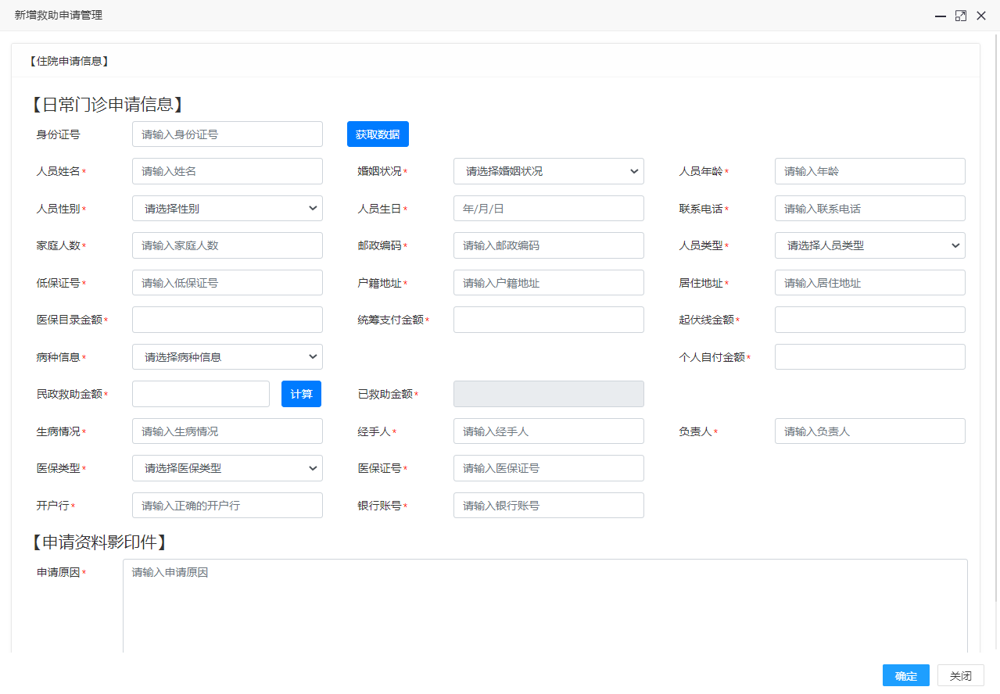 新增救助申请管理
【住院申请信息】
【日常门诊申请信息】
身份证号 请输入身份证号 获取数据
人员姓名* 请输入姓名 婚姻状况* 请选择婚姻状况 人员年龄* 请输入年龄
人员性别* 请选择性别 人员生日* 年/月/日 联系电话* 请输入联系电话
家庭人数* 请输入家庭人数 邮政编码* 请输入邮政编码 人员类型* 请选择人员类型
低保证号* 请输入低保证号 户籍地址* 请输入户籍地址 居住地址* 请输入居住地址
医保目录金额* 统筹支付金额* 起伏线金额*
病种信息* 请选择病种信息 个人自付金额*
民政救助金额* 计算 已救助金额*
生病情况* 请输入生病情况 经手人* 请输入经手人 负责人* 请输入负责人
医保类型* 请选择医保类型 医保证号* 请输入医保证号
开户行* 请输入正确的开户行 银行账号* 请输入银行账号
【申请资料影印件】
申请原因* 请输入申请原因
确定 关闭